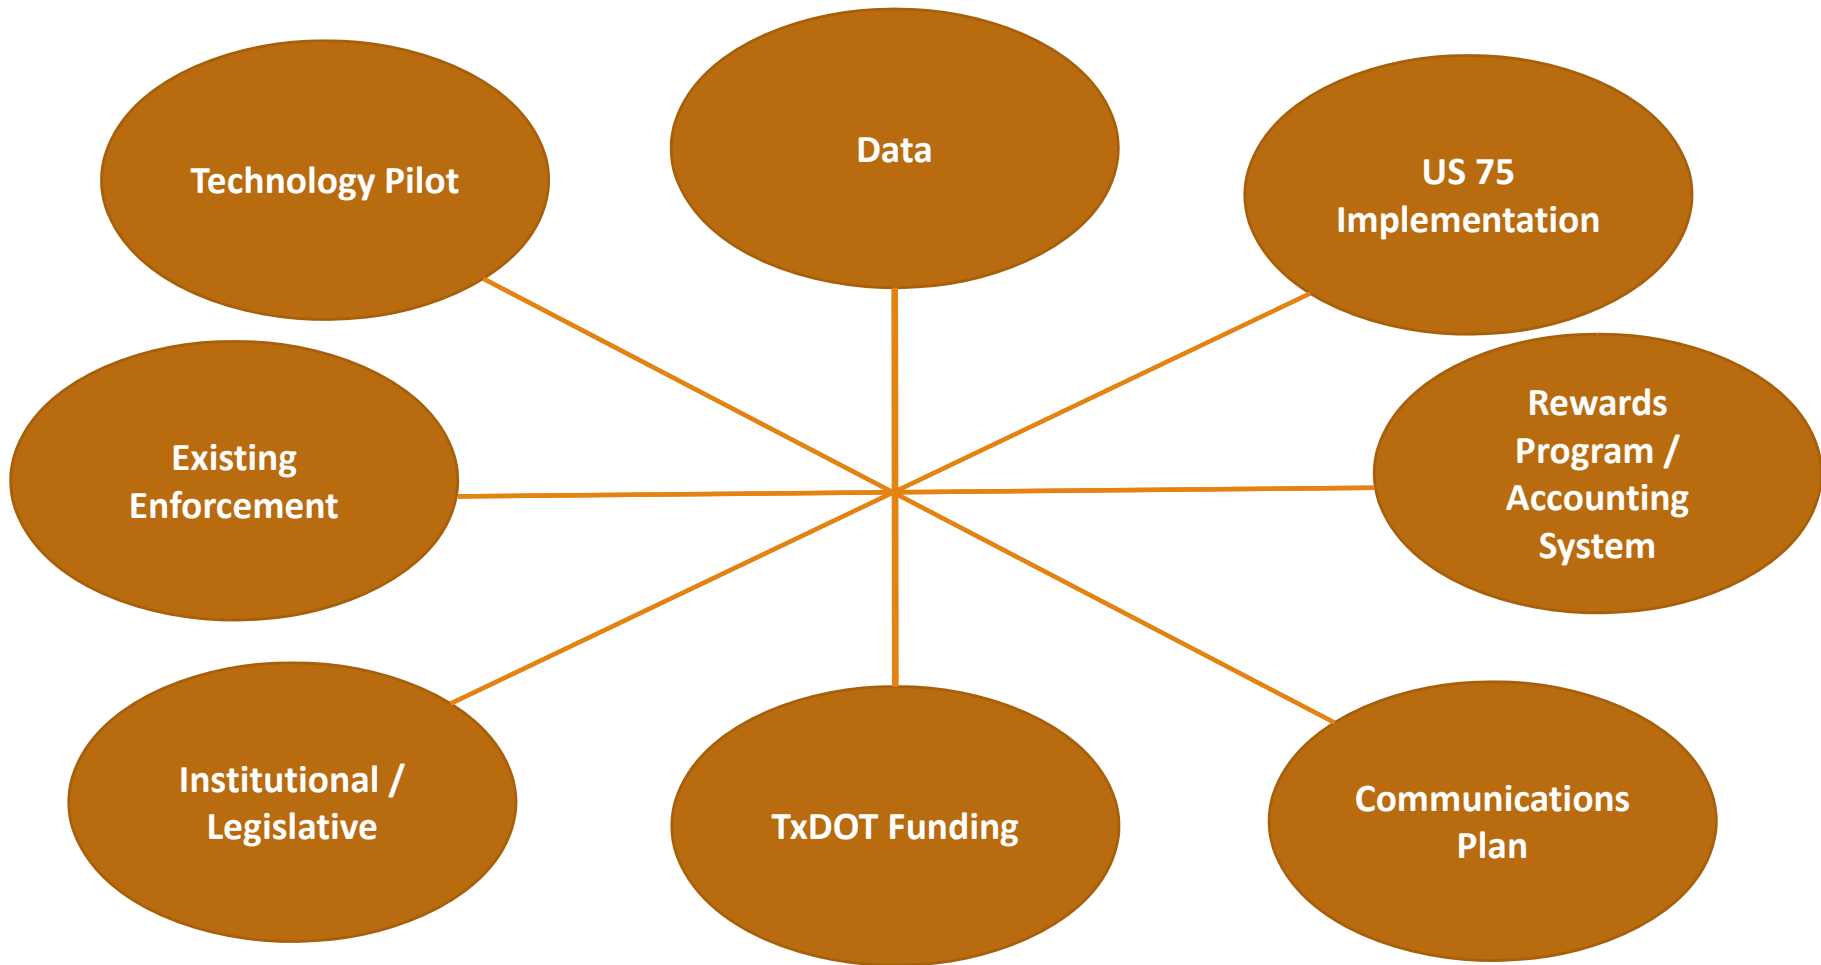 Technology Pilot
Data
US 75
Implementation
Existing
Enforcement
Rewards
Program /
Accounting
System
Institutional /
Legislative
TxDOT Funding
Communications
Plan